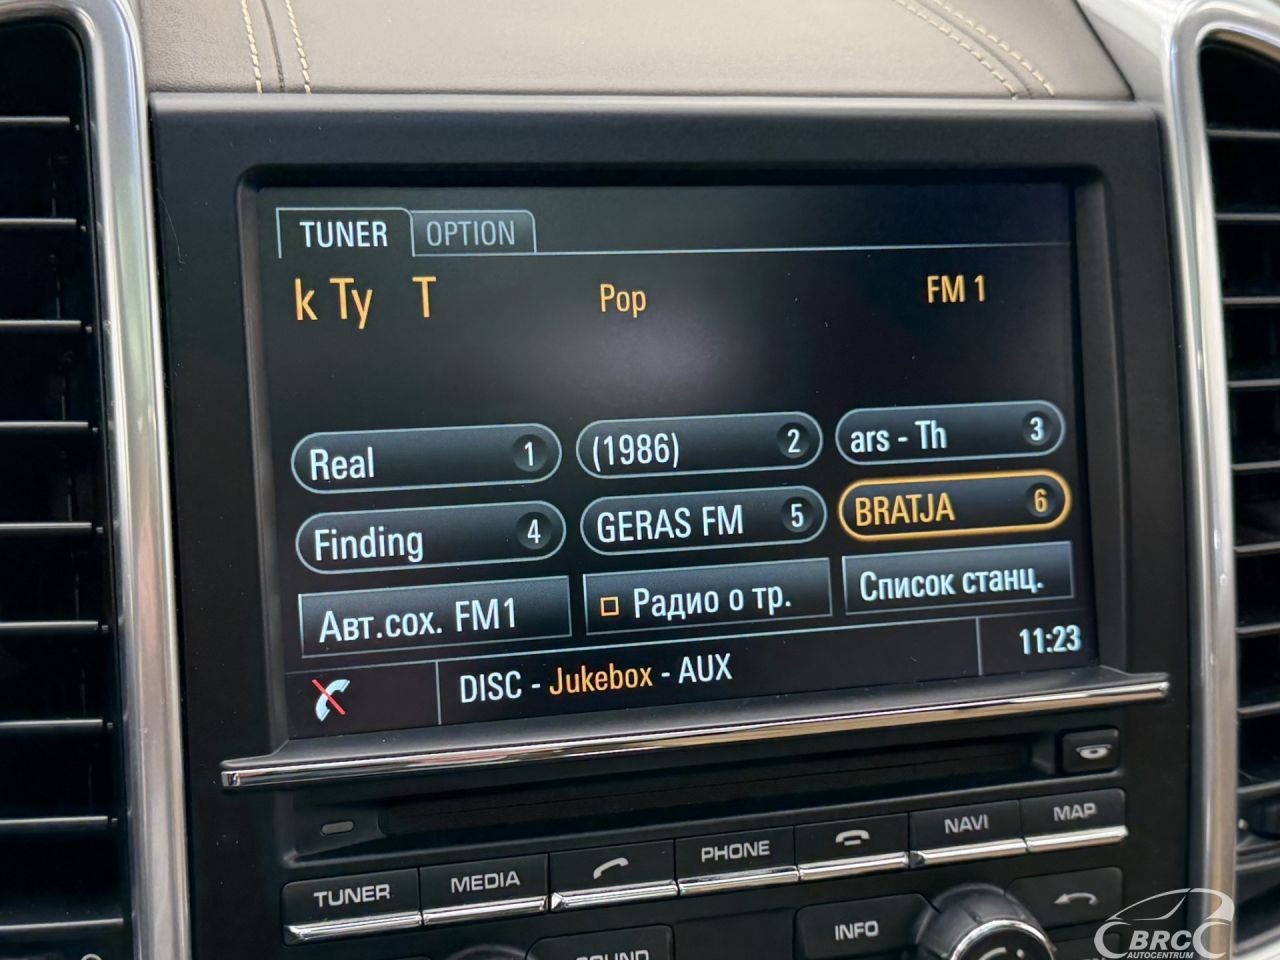 TUNER OPTION
k Ty T Pop FM 1
Real 1 (1986) 2 ars - Th 3
Finding 4 GERAS FM 5 BRATJA 6
Авт.сох. FM1 Радио о тр. Список станц.
DISC - Jukebox - AUX 11:23
TUNER MEDIA PHONE NAVI MAP
SOUND INFO
BRC
AUTOCENTRUM